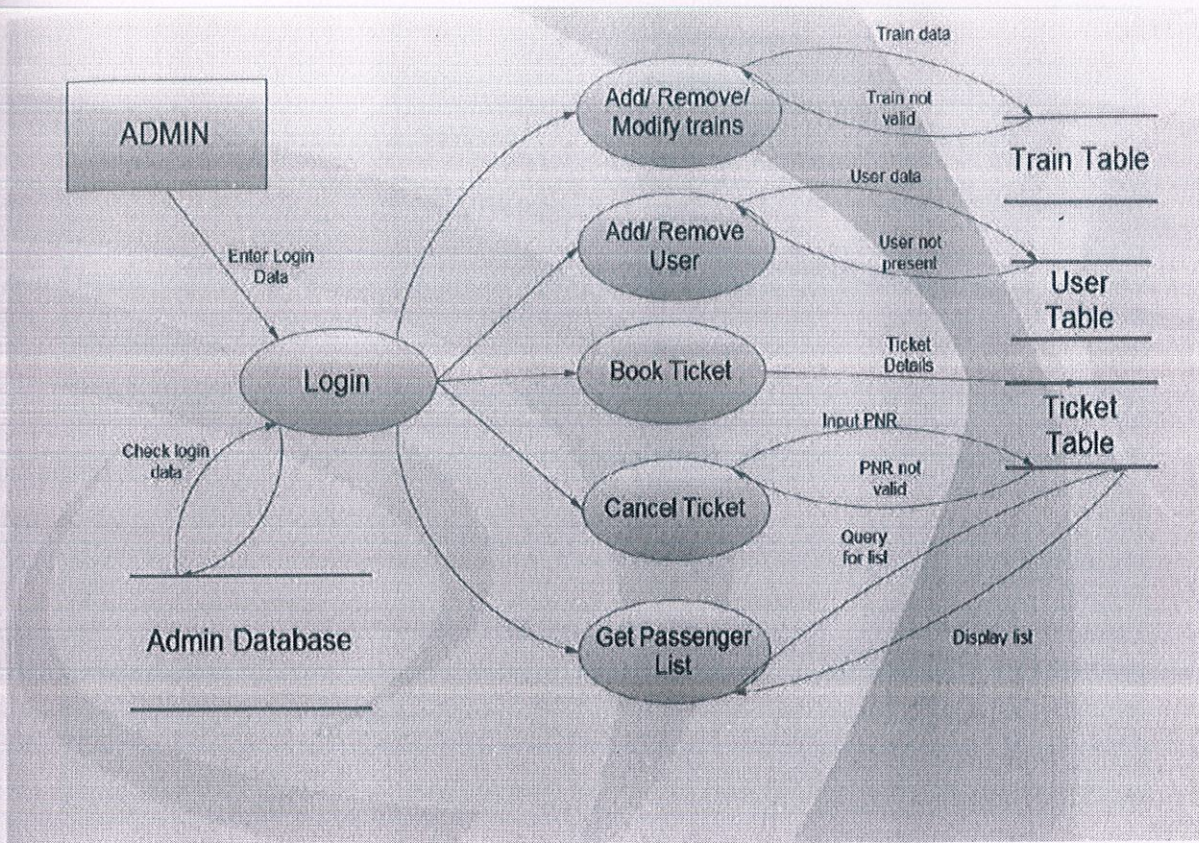 ADMIN
Enter Login
Data
Login
Check login
data
Admin Database
Add/ Remove/
Modify trains
Train data
Train not
valid
Train Table
Add/ Remove
User
User data
User not
present
User
Table
Book Ticket
Ticket
Details
Ticket
Table
Cancel Ticket
Input PNR
PNR not
valid
Get Passenger
List
Query
for list
Display list